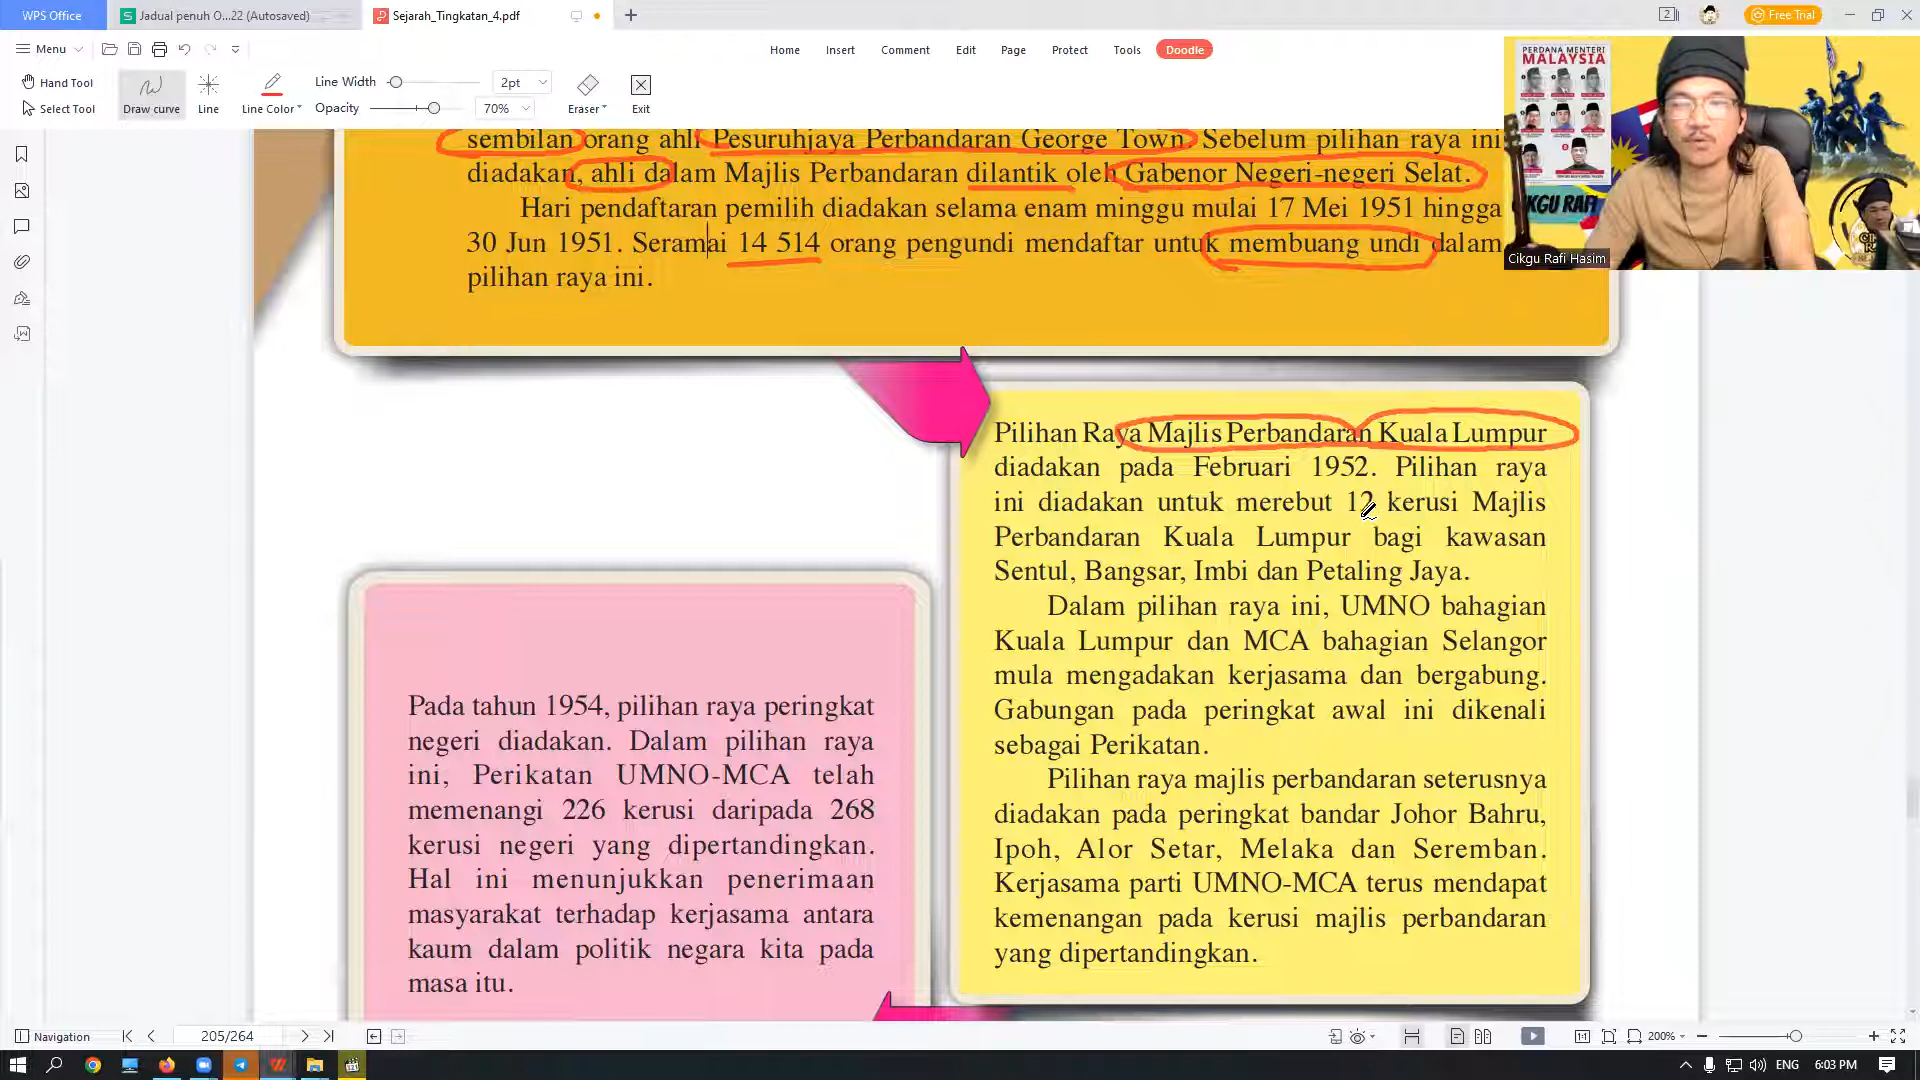 WPS Office
Jadual penuh O...22 (Autosaved)
Sejarah_Tingkatan_4.pdf
2
Free Trial
Menu
Home
Insert
Comment
Edit
Page
Protect
Tools
Doodle
Hand Tool
Select Tool
Draw curve
Line
Line Color
Line Width
2pt
Opacity
70%
Eraser
Exit
PERDANA MENTERI
MALAYSIA
CIKGU RAFI
Cikgu Rafi Hasim
sembilan orang ahli Pesuruhjaya Perbandaran George Town. Sebelum pilihan raya ini
diadakan, ahli dalam Majlis Perbandaran dilantik oleh Gabenor Negeri-negeri Selat.
Hari pendaftaran pemilih diadakan selama enam minggu mulai 17 Mei 1951 hingga
30 Jun 1951. Seramai 14 514 orang pengundi mendaftar untuk membuang undi dalam
pilihan raya ini.
Pilihan Raya Majlis Perbandaran Kuala Lumpur
diadakan pada Februari 1952. Pilihan raya
ini diadakan untuk merebut 12 kerusi Majlis
Perbandaran Kuala Lumpur bagi kawasan
Sentul, Bangsar, Imbi dan Petaling Jaya.
Dalam pilihan raya ini, UMNO bahagian
Kuala Lumpur dan MCA bahagian Selangor
mula mengadakan kerjasama dan bergabung.
Gabungan pada peringkat awal ini dikenali
sebagai Perikatan.
Pilihan raya majlis perbandaran seterusnya
diadakan pada peringkat bandar Johor Bahru,
Ipoh, Alor Setar, Melaka dan Seremban.
Kerjasama parti UMNO-MCA terus mendapat
kemenangan pada kerusi majlis perbandaran
yang dipertandingkan.
Pada tahun 1954, pilihan raya peringkat
negeri diadakan. Dalam pilihan raya
ini, Perikatan UMNO-MCA telah
memenangi 226 kerusi daripada 268
kerusi negeri yang dipertandingkan.
Hal ini menunjukkan penerimaan
masyarakat terhadap kerjasama antara
kaum dalam politik negara kita pada
masa itu.
Navigation
205/264
200%
ENG
6:03 PM